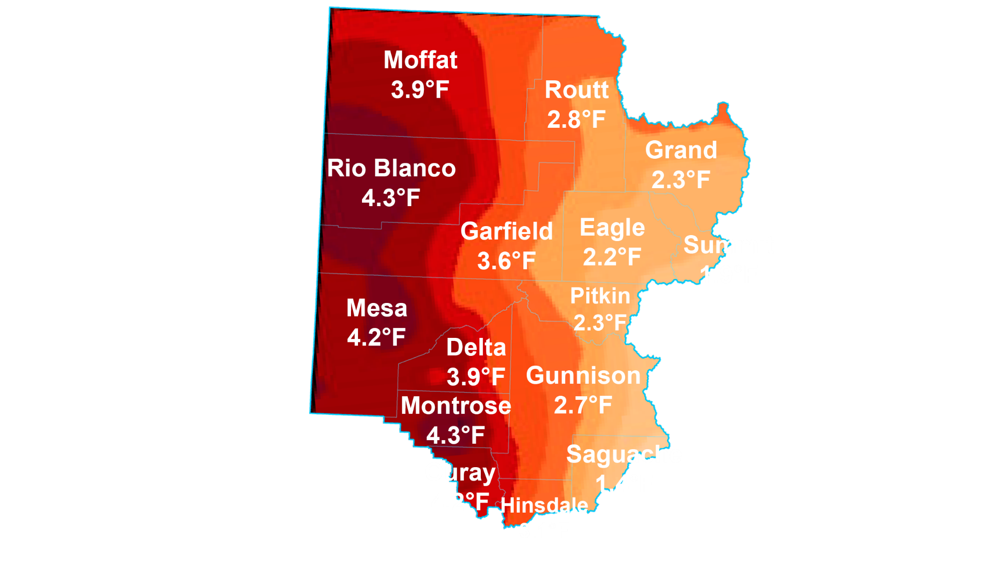 Moffat
3.9°F
Routt
2.8°F
Grand
2.3°F
Rio Blanco
4.3°F
Garfield
3.6°F
Eagle
2.2°F
Pitkin
2.3°F
Mesa
4.2°F
Delta
3.9°F
Gunnison
2.7°F
Montrose
4.3°F
Hinsdale